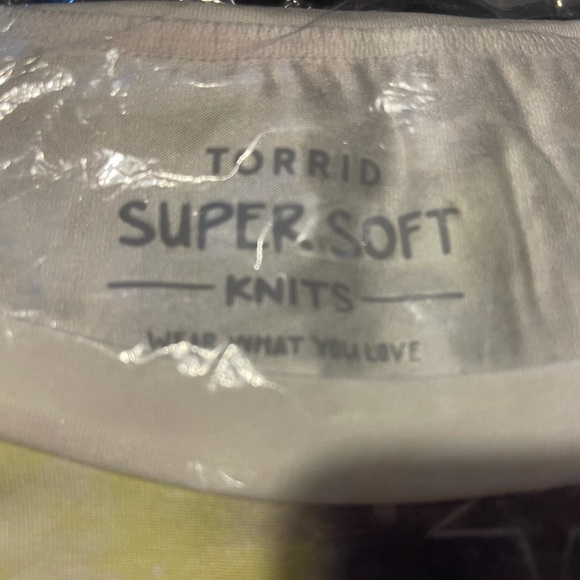 TORRID
SUPER SOFT
KNITS
WEAR WHAT YOU LOVE